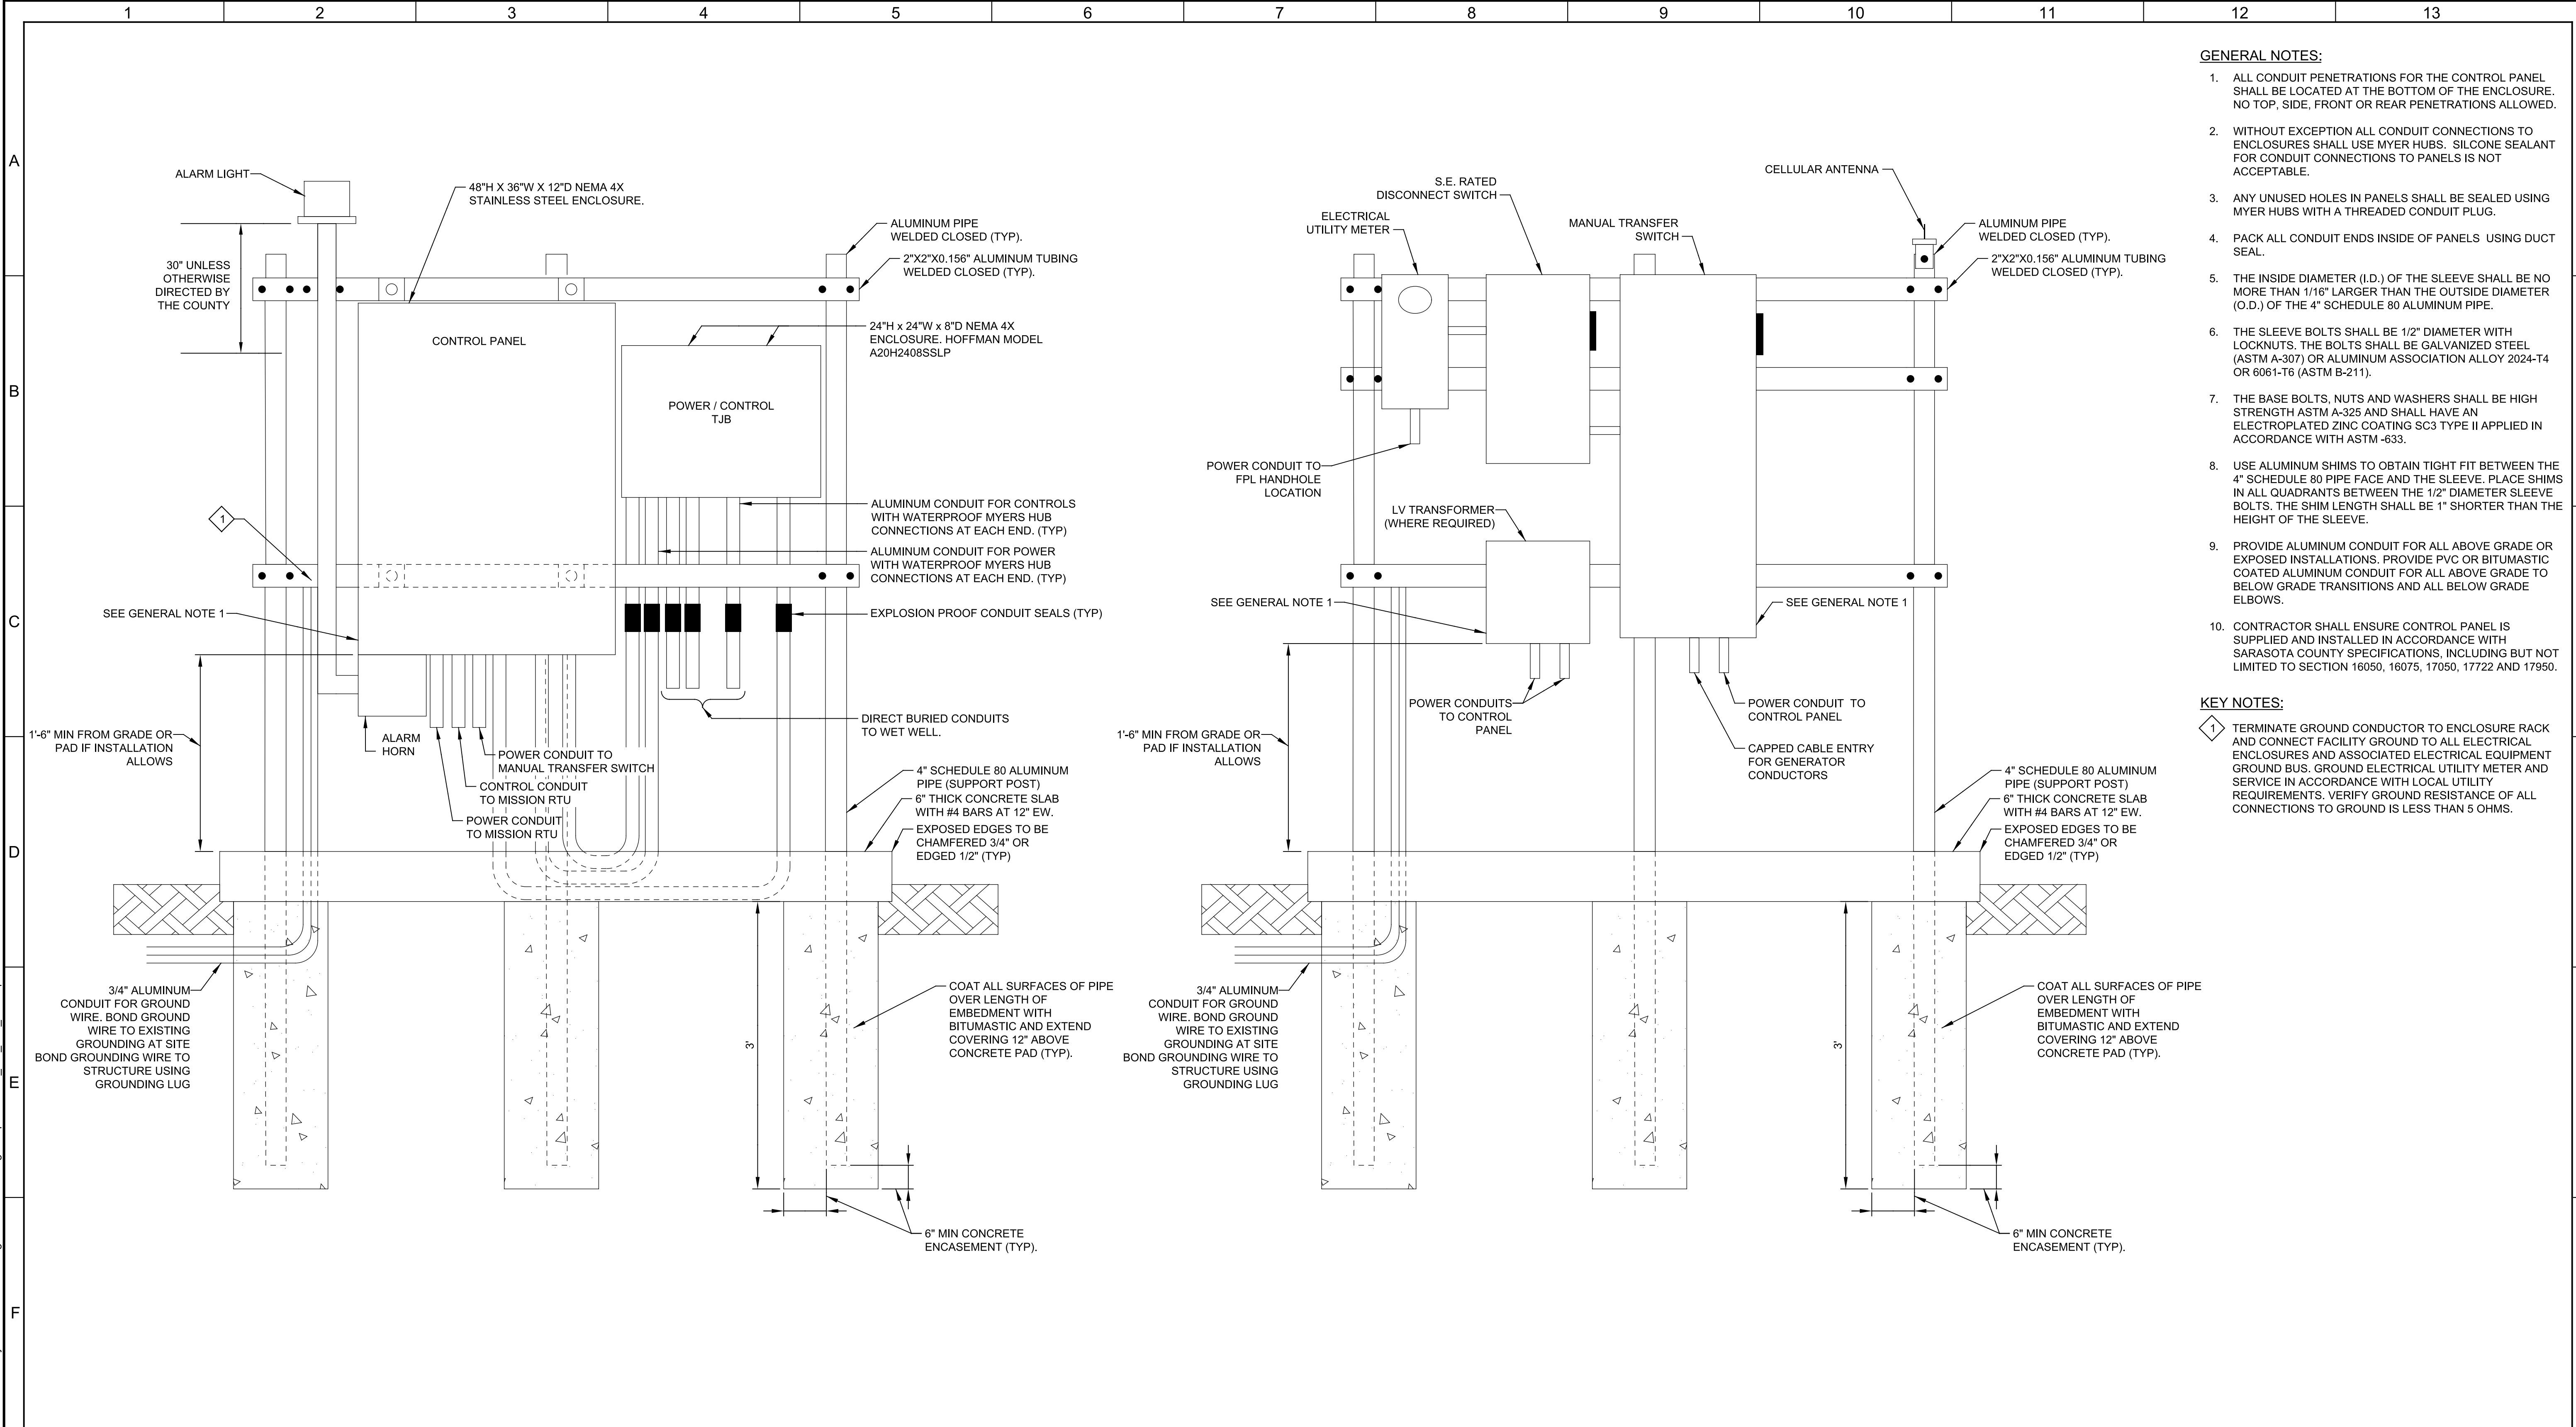 1 2 3 4 5 6 7 8 9 10 11 12 13
A
B
C
D
E
F
ALARM LIGHT
48"H X 36"W X 12"D NEMA 4X
STAINLESS STEEL ENCLOSURE.
ALUMINUM PIPE
WELDED CLOSED (TYP).
2"X2"X0.156" ALUMINUM TUBING
WELDED CLOSED (TYP).
30" UNLESS
OTHERWISE
DIRECTED BY
THE COUNTY
CONTROL PANEL
24"H x 24"W x 8"D NEMA 4X
ENCLOSURE. HOFFMAN MODEL
A20H2408SSLP
POWER / CONTROL
TJB
1
ALUMINUM CONDUIT FOR CONTROLS
WITH WATERPROOF MYERS HUB
CONNECTIONS AT EACH END. (TYP)
ALUMINUM CONDUIT FOR POWER
WITH WATERPROOF MYERS HUB
CONNECTIONS AT EACH END. (TYP)
SEE GENERAL NOTE 1
EXPLOSION PROOF CONDUIT SEALS (TYP)
DIRECT BURIED CONDUITS
TO WET WELL.
1'-6" MIN FROM GRADE OR
PAD IF INSTALLATION
ALLOWS
ALARM
HORN
POWER CONDUIT TO
MANUAL TRANSFER SWITCH
CONTROL CONDUIT
TO MISSION RTU
POWER CONDUIT
TO MISSION RTU
4" SCHEDULE 80 ALUMINUM
PIPE (SUPPORT POST)
6" THICK CONCRETE SLAB
WITH #4 BARS AT 12" EW.
EXPOSED EDGES TO BE
CHAMFERED 3/4" OR
EDGED 1/2" (TYP)
3/4" ALUMINUM
CONDUIT FOR GROUND
WIRE. BOND GROUND
WIRE TO EXISTING
GROUNDING AT SITE
BOND GROUNDING WIRE TO
STRUCTURE USING
GROUNDING LUG
3'
COAT ALL SURFACES OF PIPE
OVER LENGTH OF
EMBEDMENT WITH
BITUMASTIC AND EXTEND
COVERING 12" ABOVE
CONCRETE PAD (TYP).
6" MIN CONCRETE
ENCASEMENT (TYP).
S.E. RATED
DISCONNECT SWITCH
CELLULAR ANTENNA
ELECTRICAL
UTILITY METER
MANUAL TRANSFER
SWITCH
ALUMINUM PIPE
WELDED CLOSED (TYP).
2"X2"X0.156" ALUMINUM TUBING
WELDED CLOSED (TYP).
POWER CONDUIT TO
FPL HANDHOLE
LOCATION
LV TRANSFORMER
(WHERE REQUIRED)
SEE GENERAL NOTE 1
SEE GENERAL NOTE 1
POWER CONDUITS
TO CONTROL
PANEL
POWER CONDUIT  TO
CONTROL PANEL
CAPPED CABLE ENTRY
FOR GENERATOR
CONDUCTORS
1'-6" MIN FROM GRADE OR
PAD IF INSTALLATION
ALLOWS
4" SCHEDULE 80 ALUMINUM
PIPE (SUPPORT POST)
6" THICK CONCRETE SLAB
WITH #4 BARS AT 12" EW.
EXPOSED EDGES TO BE
CHAMFERED 3/4" OR
EDGED 1/2" (TYP)
3/4" ALUMINUM
CONDUIT FOR GROUND
WIRE. BOND GROUND
WIRE TO EXISTING
GROUNDING AT SITE
BOND GROUNDING WIRE TO
STRUCTURE USING
GROUNDING LUG
3'
COAT ALL SURFACES OF PIPE
OVER LENGTH OF
EMBEDMENT WITH
BITUMASTIC AND EXTEND
COVERING 12" ABOVE
CONCRETE PAD (TYP).
6" MIN CONCRETE
ENCASEMENT (TYP).
GENERAL NOTES:
1. ALL CONDUIT PENETRATIONS FOR THE CONTROL PANEL
SHALL BE LOCATED AT THE BOTTOM OF THE ENCLOSURE.
NO TOP, SIDE, FRONT OR REAR PENETRATIONS ALLOWED.
2. WITHOUT EXCEPTION ALL CONDUIT CONNECTIONS TO
ENCLOSURES SHALL USE MYER HUBS.  SILCONE SEALANT
FOR CONDUIT CONNECTIONS TO PANELS IS NOT
ACCEPTABLE.
3. ANY UNUSED HOLES IN PANELS SHALL BE SEALED USING
MYER HUBS WITH A THREADED CONDUIT PLUG.
4. PACK ALL CONDUIT ENDS INSIDE OF PANELS  USING DUCT
SEAL.
5. THE INSIDE DIAMETER (I.D.) OF THE SLEEVE SHALL BE NO
MORE THAN 1/16" LARGER THAN THE OUTSIDE DIAMETER
(O.D.) OF THE 4" SCHEDULE 80 ALUMINUM PIPE.
6. THE SLEEVE BOLTS SHALL BE 1/2" DIAMETER WITH
LOCKNUTS. THE BOLTS SHALL BE GALVANIZED STEEL
(ASTM A-307) OR ALUMINUM ASSOCIATION ALLOY 2024-T4
OR 6061-T6 (ASTM B-211).
7. THE BASE BOLTS, NUTS AND WASHERS SHALL BE HIGH
STRENGTH ASTM A-325 AND SHALL HAVE AN
ELECTROPLATED ZINC COATING SC3 TYPE II APPLIED IN
ACCORDANCE WITH ASTM -633.
8. USE ALUMINUM SHIMS TO OBTAIN TIGHT FIT BETWEEN THE
4" SCHEDULE 80 PIPE FACE AND THE SLEEVE. PLACE SHIMS
IN ALL QUADRANTS BETWEEN THE 1/2" DIAMETER SLEEVE
BOLTS. THE SHIM LENGTH SHALL BE 1" SHORTER THAN THE
HEIGHT OF THE SLEEVE.
9. PROVIDE ALUMINUM CONDUIT FOR ALL ABOVE GRADE OR
EXPOSED INSTALLATIONS. PROVIDE PVC OR BITUMASTIC
COATED ALUMINUM CONDUIT FOR ALL ABOVE GRADE TO
BELOW GRADE TRANSITIONS AND ALL BELOW GRADE
ELBOWS.
10. CONTRACTOR SHALL ENSURE CONTROL PANEL IS
SUPPLIED AND INSTALLED IN ACCORDANCE WITH
SARASOTA COUNTY SPECIFICATIONS, INCLUDING BUT NOT
LIMITED TO SECTION 16050, 16075, 17050, 17722 AND 17950.
KEY NOTES:
1 TERMINATE GROUND CONDUCTOR TO ENCLOSURE RACK
AND CONNECT FACILITY GROUND TO ALL ELECTRICAL
ENCLOSURES AND ASSOCIATED ELECTRICAL EQUIPMENT
GROUND BUS. GROUND ELECTRICAL UTILITY METER AND
SERVICE IN ACCORDANCE WITH LOCAL UTILITY
REQUIREMENTS. VERIFY GROUND RESISTANCE OF ALL
CONNECTIONS TO GROUND IS LESS THAN 5 OHMS.